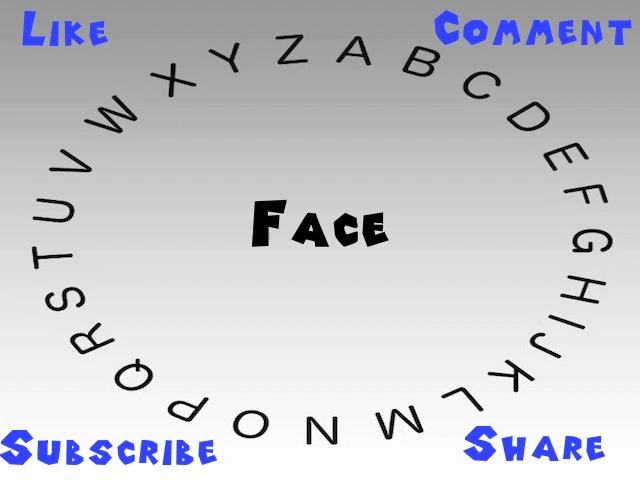 Like
Comment
A B C D E F G H I J K L M N O P Q R S T U V W X Y Z
Face
Subscribe
Share